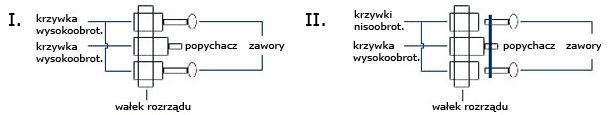 I.
krzywka
wysokoobrot.
krzywka
wysokoobrot.
popychacz
zawory
wałek rozrządu
II.
krzywki
nisoobrot.
krzywka
wysokoobrot.
popychacz
zawory
wałek rozrządu